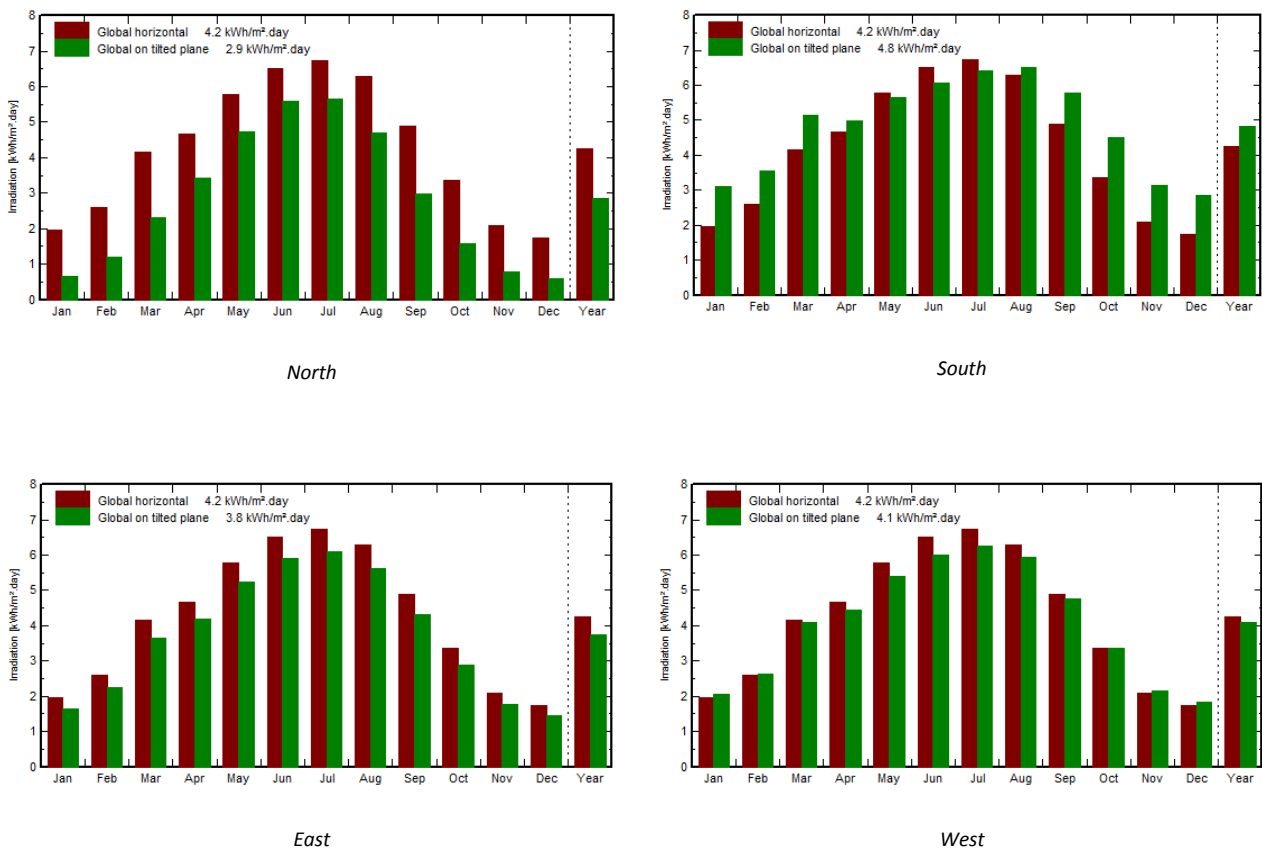 Global horizontal 4.2 kWh/m².day
Global on tilted plane 2.9 kWh/m².day
Irradiation [kWh/m².day]
8
7
6
5
4
3
2
1
0
Jan Feb Mar Apr May Jun Jul Aug Sep Oct Nov Dec Year
North
Global horizontal 4.2 kWh/m².day
Global on tilted plane 4.8 kWh/m².day
Irradiation [kWh/m².day]
8
7
6
5
4
3
2
1
0
Jan Feb Mar Apr May Jun Jul Aug Sep Oct Nov Dec Year
South
Global horizontal 4.2 kWh/m².day
Global on tilted plane 3.8 kWh/m².day
Irradiation [kWh/m².day]
8
7
6
5
4
3
2
1
0
Jan Feb Mar Apr May Jun Jul Aug Sep Oct Nov Dec Year
East
Global horizontal 4.2 kWh/m².day
Global on tilted plane 4.1 kWh/m².day
Irradiation [kWh/m².day]
8
7
6
5
4
3
2
1
0
Jan Feb Mar Apr May Jun Jul Aug Sep Oct Nov Dec Year
West